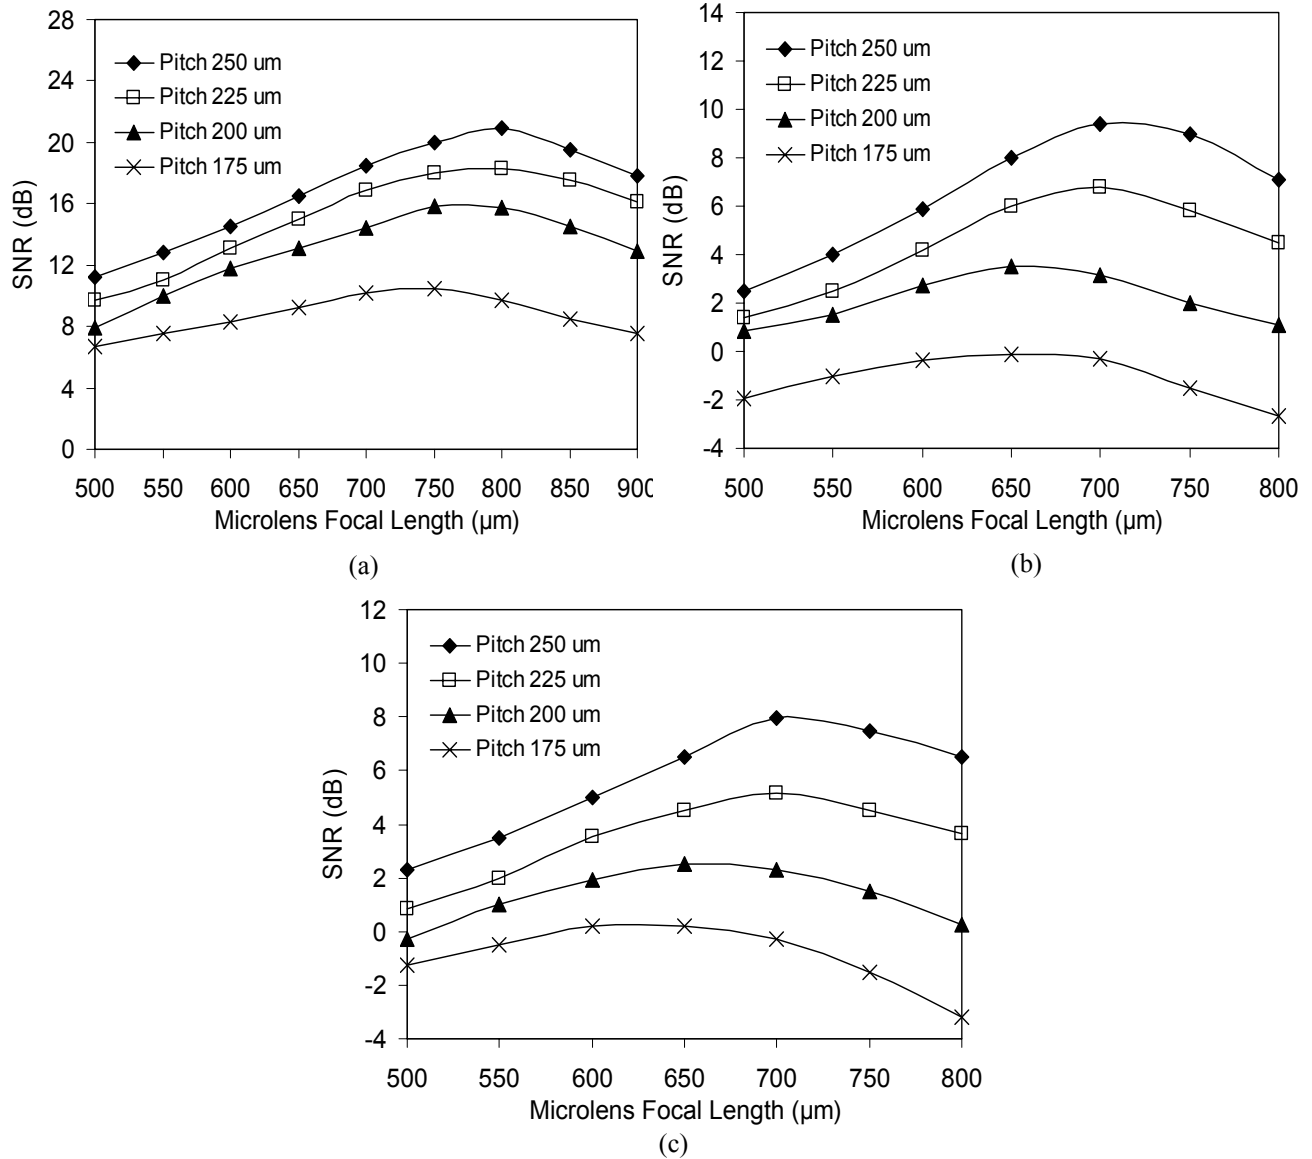 28
24
20
16
12
8
4
0
SNR (dB)
Pitch 250 um
Pitch 225 um
Pitch 200 um
Pitch 175 um
500 550 600 650 700 750 800 850 900
Microlens Focal Length (µm)
(a)
14
12
10
8
6
4
2
0
-2
-4
SNR (dB)
Pitch 250 um
Pitch 225 um
Pitch 200 um
Pitch 175 um
500 550 600 650 700 750 800
Microlens Focal Length (µm)
(b)
12
10
8
6
4
2
0
-2
-4
SNR (dB)
Pitch 250 um
Pitch 225 um
Pitch 200 um
Pitch 175 um
500 550 600 650 700 750 800
Microlens Focal Length (µm)
(c)